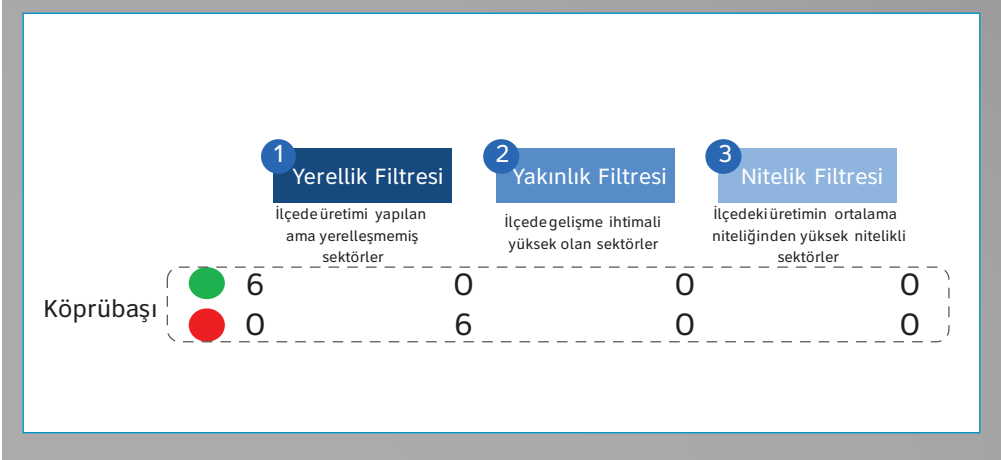 1 Yerellik Filtresi
İlçede üretimi yapılan
ama yerelleşmemiş
sektörler
2 Yakınlık Filtresi
İlçede gelişme ihtimali
yüksek olan sektörler
3 Nitelik Filtresi
İlçedeki üretimin ortalama
niteliğinden yüksek nitelikli
sektörler
Köprübaşı
6 0 0 0
0 6 0 0